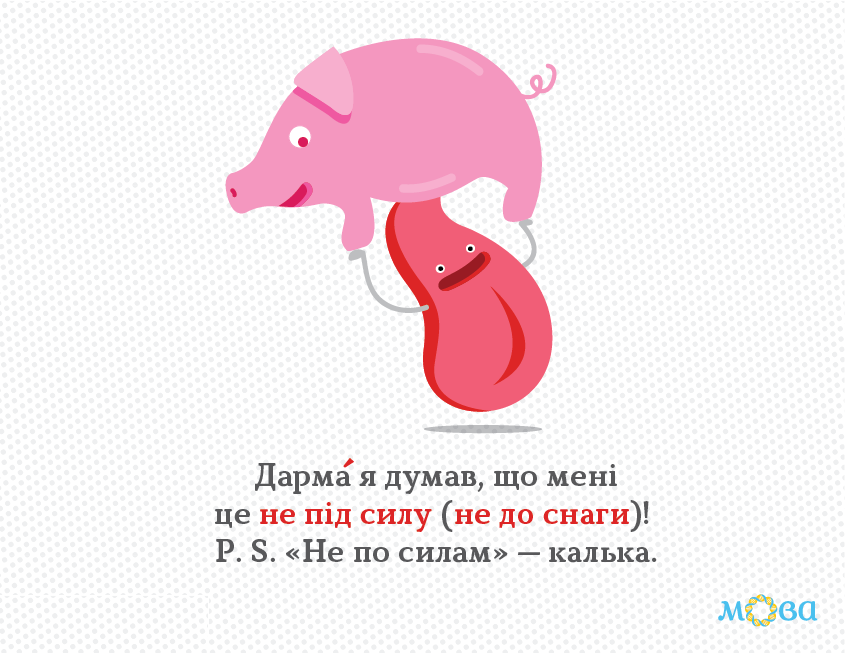 Дарма́ я думав, що мені
це не під силу (не до снаги)!
P. S. «Не по силам» — калька.
мова